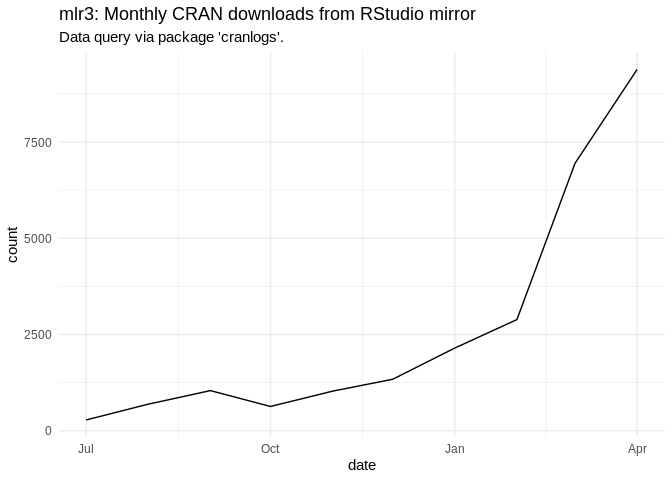 mlr3: Monthly CRAN downloads from RStudio mirror
Data query via package 'cranlogs'.
count
7500
5000
2500
0
Jul Oct Jan Apr
date